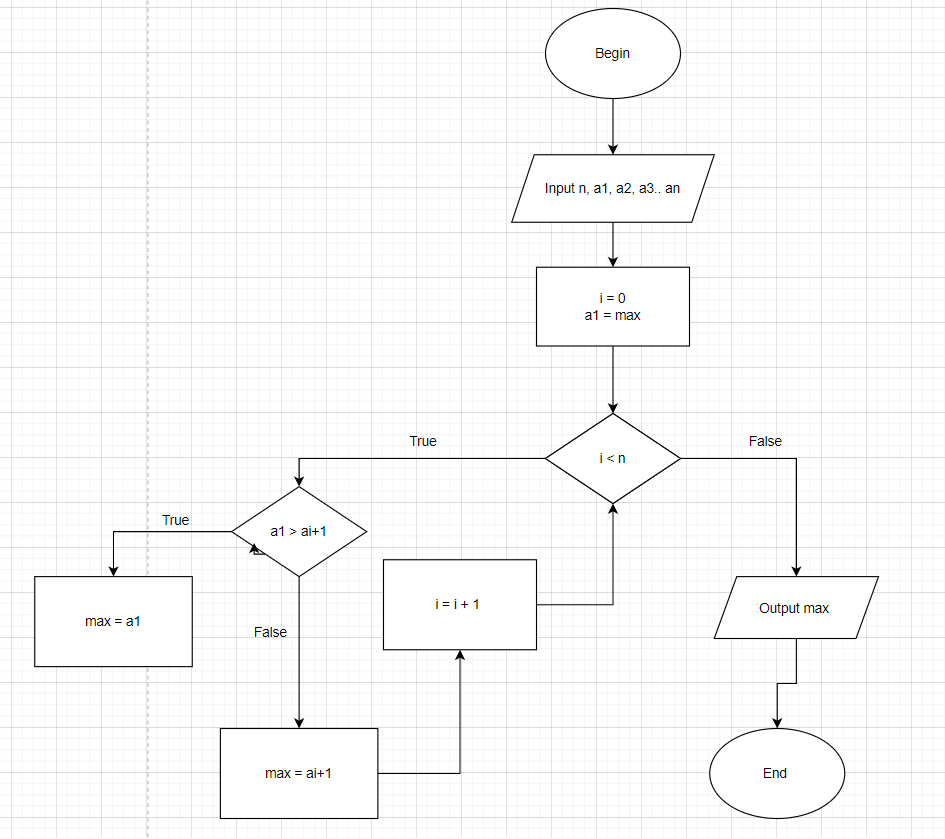 Begin
Input n, a1, a2, a3.. an
i = 0
a1 = max
i < n
True
False
a1 > ai+1
True
False
max = a1
i = i + 1
Output max
max = ai+1
End